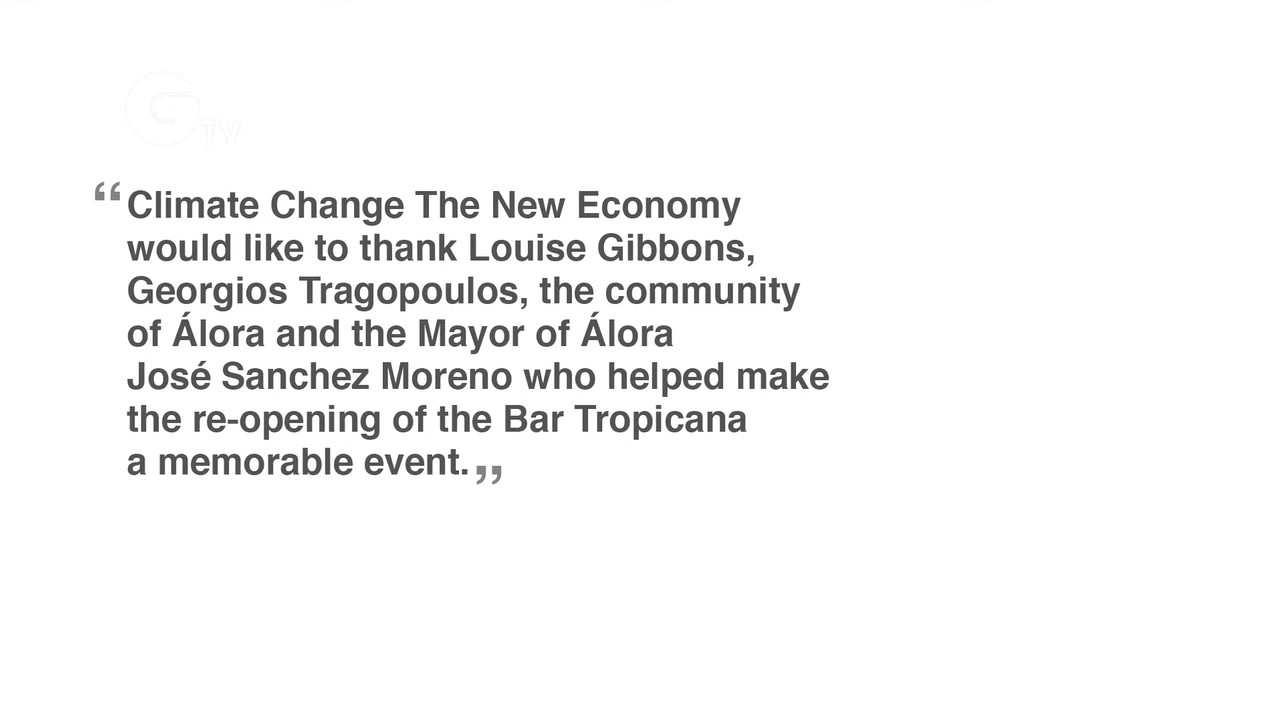 GTV
“Climate Change The New Economy
would like to thank Louise Gibbons,
Georgios Tragopoulos, the community
of Álora and the Mayor of Álora
José Sanchez Moreno who helped make
the re-opening of the Bar Tropicana
a memorable event.”